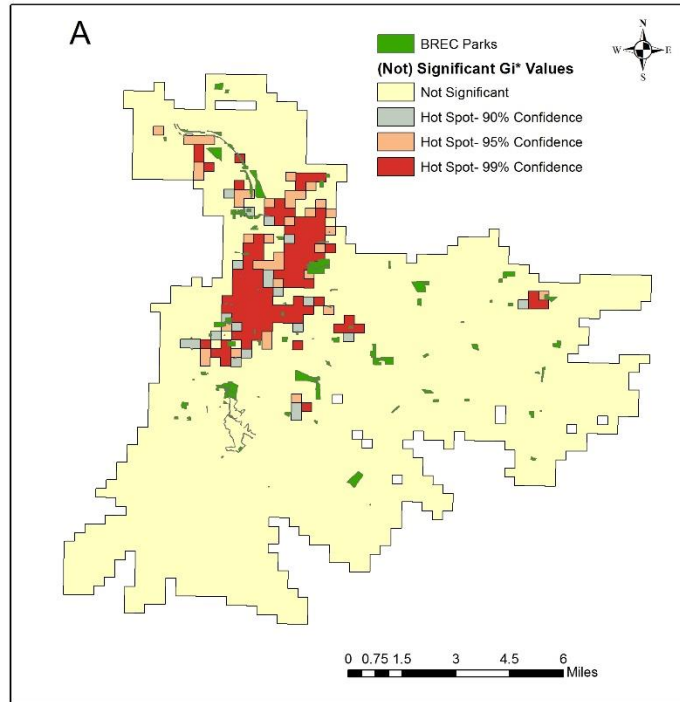 A
BREC Parks
(Not) Significant Gi* Values
Not Significant
Hot Spot- 90% Confidence
Hot Spot- 95% Confidence
Hot Spot- 99% Confidence
N
W E
S
0 0.75 1.5 3 4.5 6
Miles